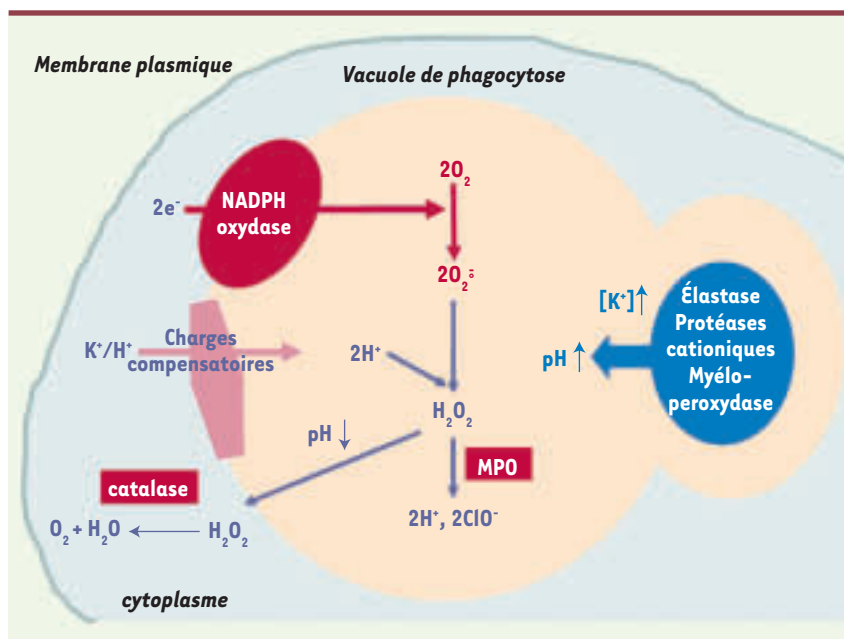 Membrane plasmique
Vacuole de phagocytose
2O₂
2e⁻
NADPH
oxydase
2O₂⁻°
[K⁺]↑
Élastase
Protéases
cationiques
Myélo-
peroxydase
K⁺/H⁺
Charges
compensatoires
2H⁺
pH ↑
H₂O₂
pH ↓
MPO
catalase
2H⁺, 2ClO⁻
O₂ + H₂O
H₂O₂
cytoplasme